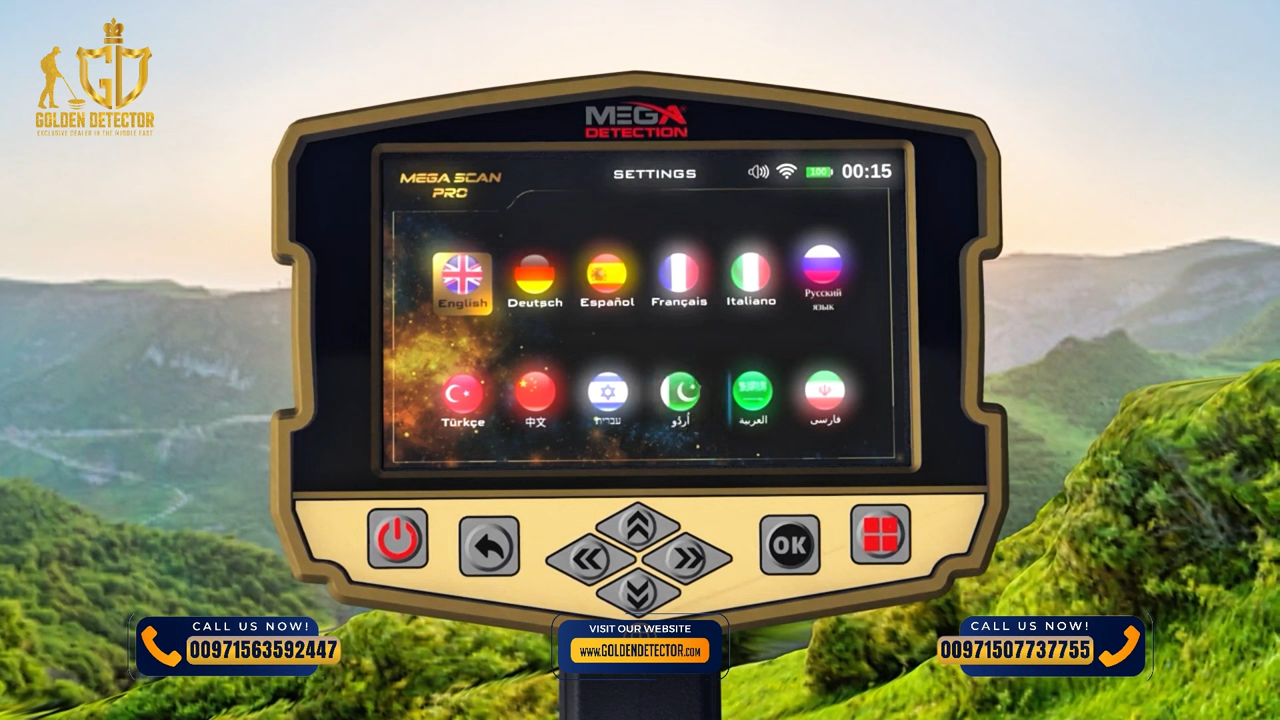 GD
GOLDEN DETECTOR
EXCLUSIVE DEALER IN THE MIDDLE EAST
MEGA
DETECTION
MEGA SCAN
PRO
SETTINGS
100
00:15
English
Deutsch
Español
Français
Italiano
Русский
язык
Türkçe
中文
עברית
اُردُو
العربية
فارسی
OK
CALL US NOW!
00971563592447
VISIT OUR WEBSITE
WWW.GOLDENDETECTOR.COM
CALL US NOW!
00971507737755